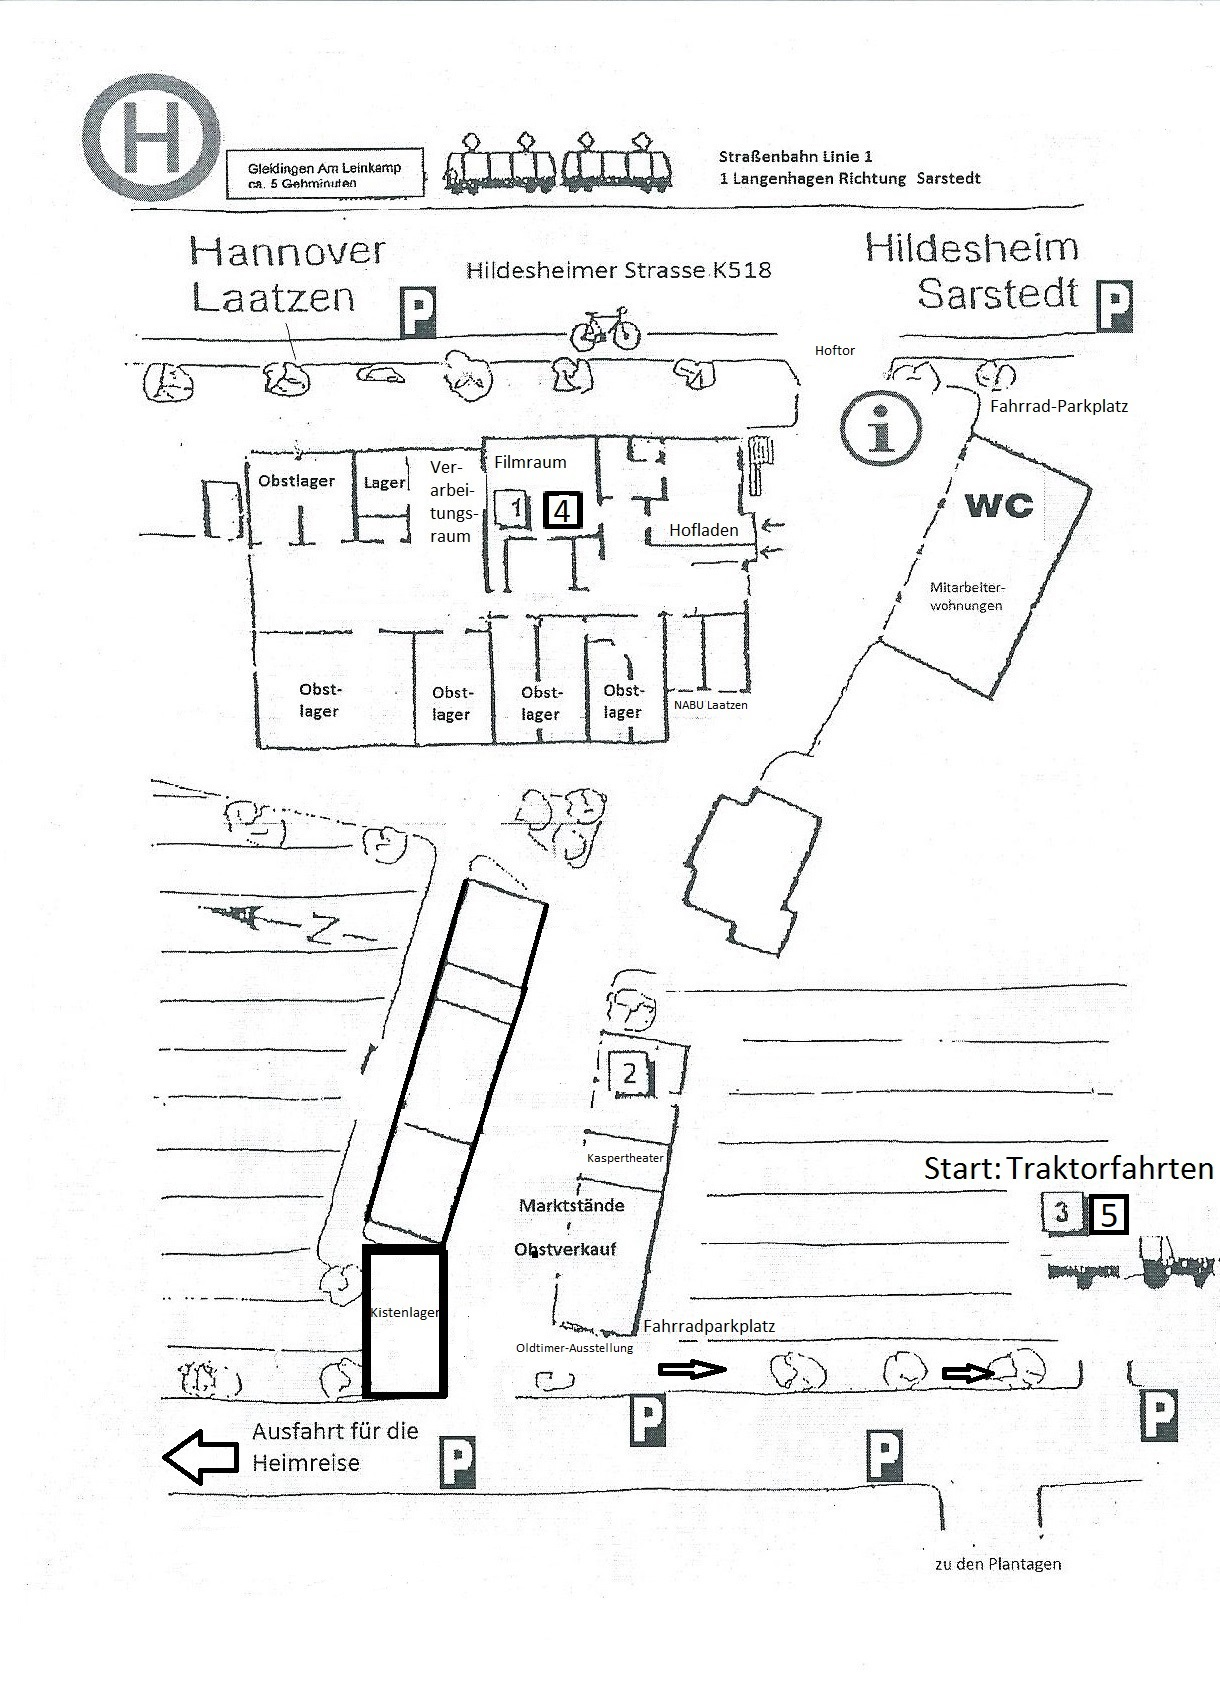 H
Gleidingen Am Leinkamp
ca. 5 Gehminuten
Straßenbahn Linie 1
1 Langenhagen Richtung Sarstedt
Hannover
Laatzen
P
Hildesheimer Strasse K518
Hildesheim
Sarstedt
P
Hoftor
i
Fahrrad-Parkplatz
Obstlager
Lager
Ver-
arbei-
tungs-
raum
Filmraum
1
4
Hofladen
WC
Mitarbeiter-
wohnungen
Obst-
lager
Obst-
lager
Obst-
lager
Obst-
lager
NABU Laatzen
N
2
Kaspertheater
Marktstände
Obstverkauf
Start: Traktorfahrten
3
5
Kistenlager
Fahrradparkplatz
Oldtimer-Ausstellung
P
P
Ausfahrt für die
Heimreise
P
P
zu den Plantagen